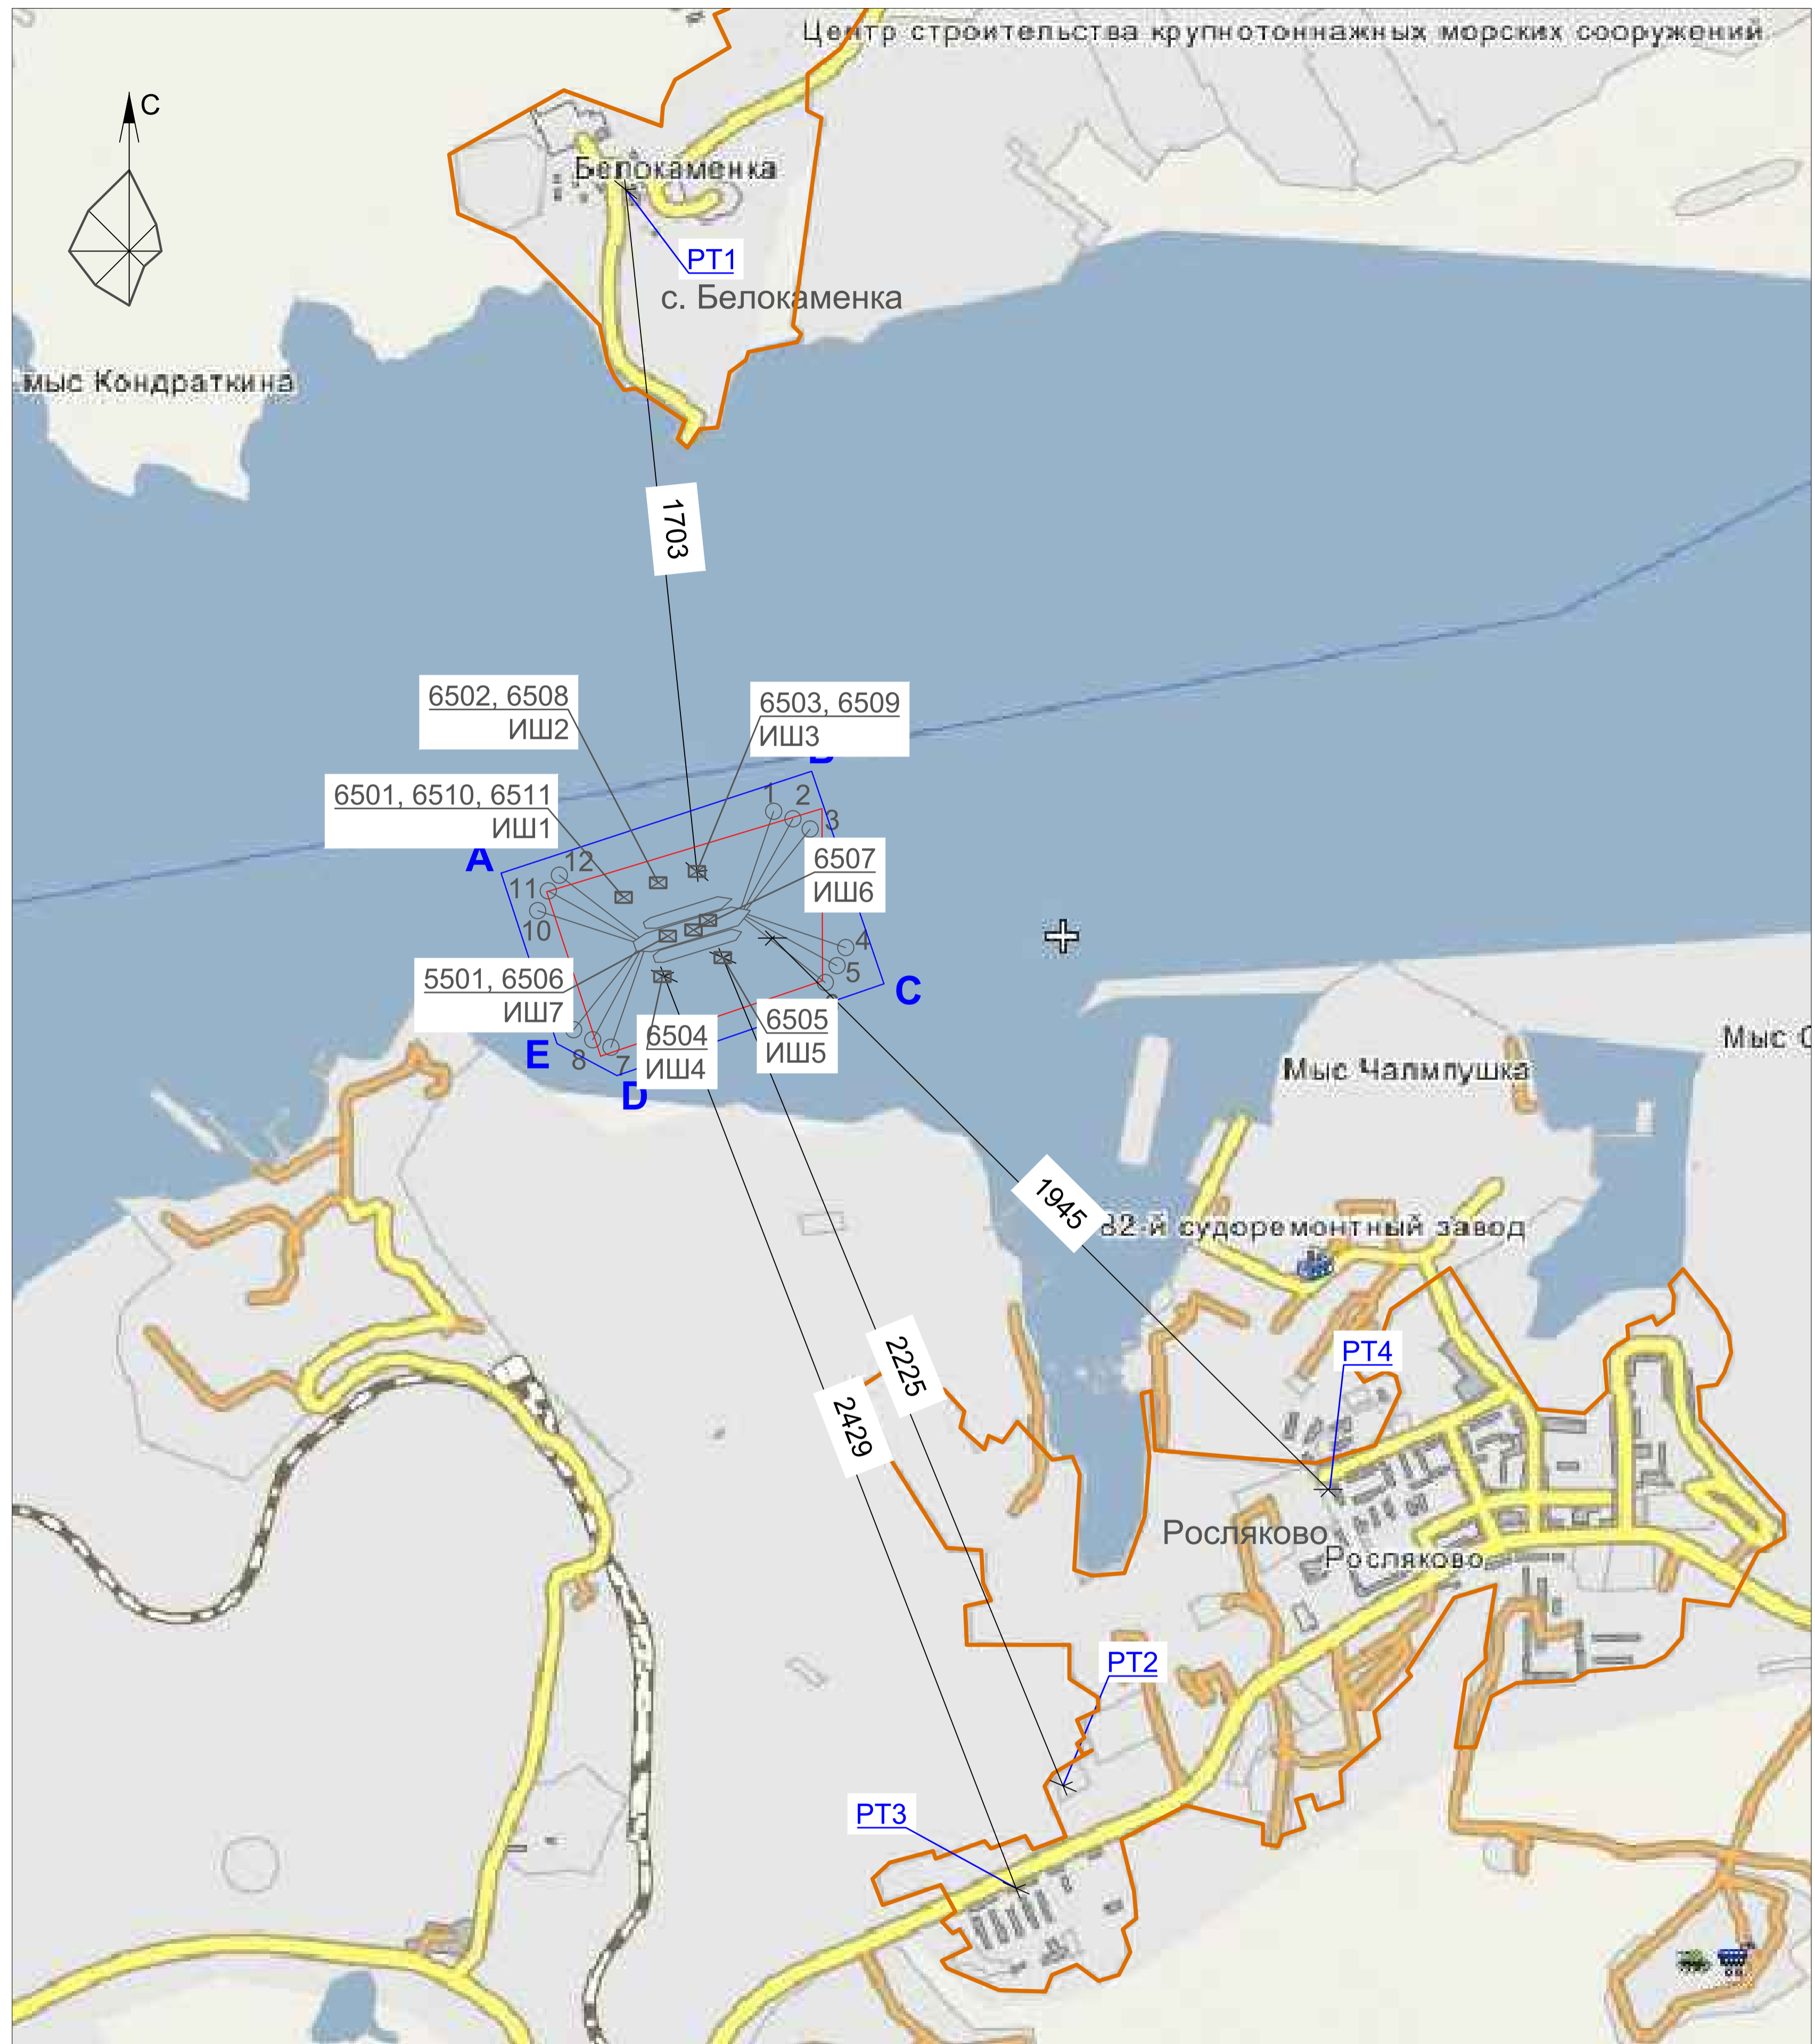 Центр строительства крупнотоннажных морских сооружений
С
Белокаменка
РТ1
с. Белокаменка
мыс Кондраткина
1703
6502, 6508
ИШ2
6503, 6509
ИШ3
6501, 6510, 6511
ИШ1
1
2
3
A
12
11
10
6507
ИШ6
4
5
C
5501, 6506
ИШ7
6504
ИШ4
6505
ИШ5
E
8
7
D
Мыс Чалмпушка
1945
82-й судоремонтный завод
РТ4
2225
2429
Росляково
Росляково
РТ2
РТ3